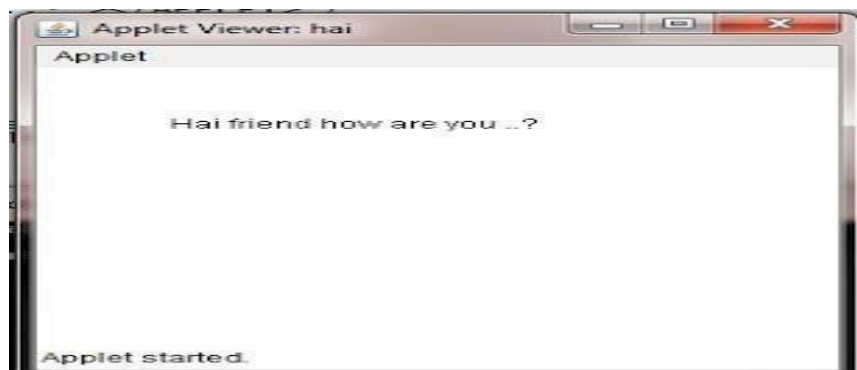 Applet Viewer: hai
Applet
Hai friend how are you ..?
Applet started.